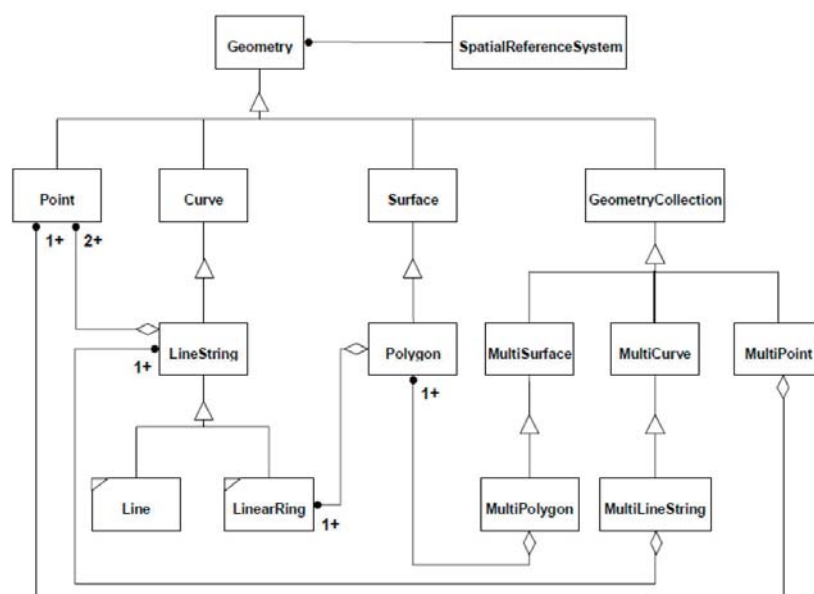 Geometry
SpatialReferenceSystem
Point
Curve
Surface
GeometryCollection
1+
2+
LineString
Polygon
MultiSurface
MultiCurve
MultiPoint
1+
1+
Line
LinearRing
MultiPolygon
MultiLineString
1+